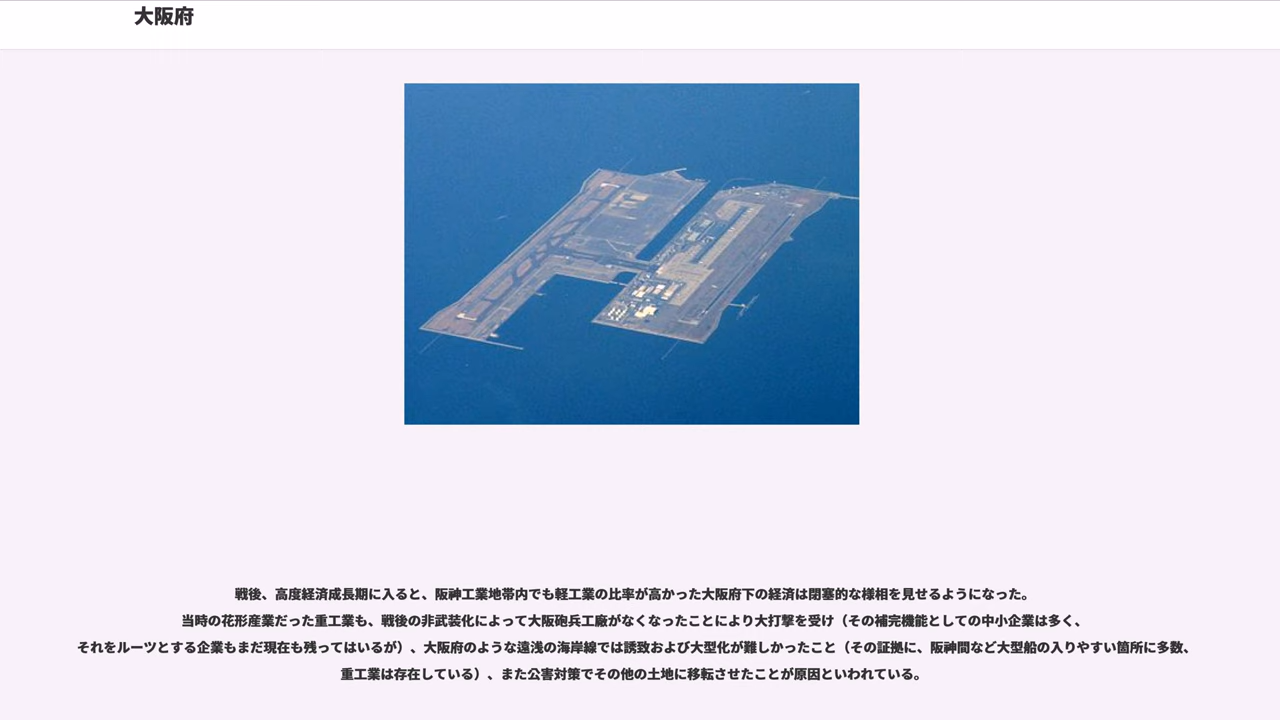 大阪府
戦後、高度経済成長期に入ると、阪神工業地帯内でも軽工業の比率が高かった大阪府下の経済は閉塞的な様相を見せるようになった。
当時の花形産業だった重工業も、戦後の非武装化によって大阪砲兵工廠がなくなったことにより大打撃を受け（その補完機能としての中小企業は多く、
それをルーツとする企業もまだ現在も残ってはいるが）、大阪府のような遠浅の海岸線では誘致および大型化が難しかったこと（その証拠に、阪神間など大型船の入りやすい箇所に多数、
重工業は存在している）、また公害対策でその他の土地に移転させたことが原因といわれている。